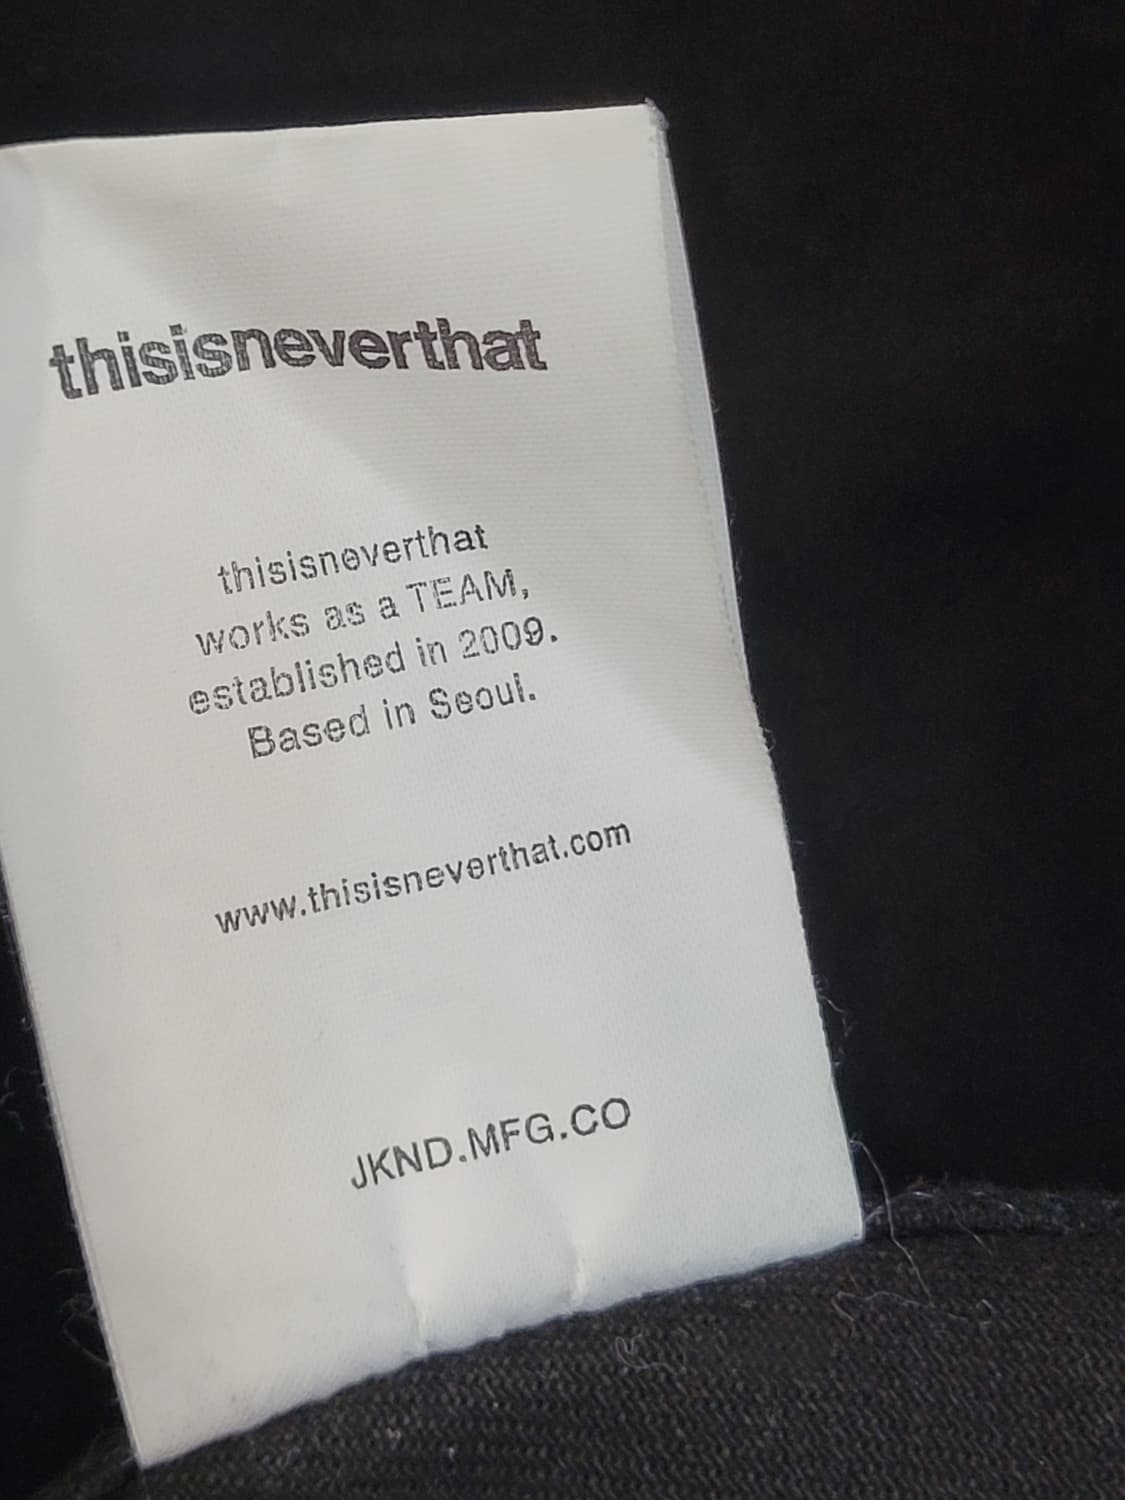 thisisneverthat
thisisneverthat
works as a TEAM,
established in 2009.
Based in Seoul.
www.thisisneverthat.com
JKND.MFG.CO